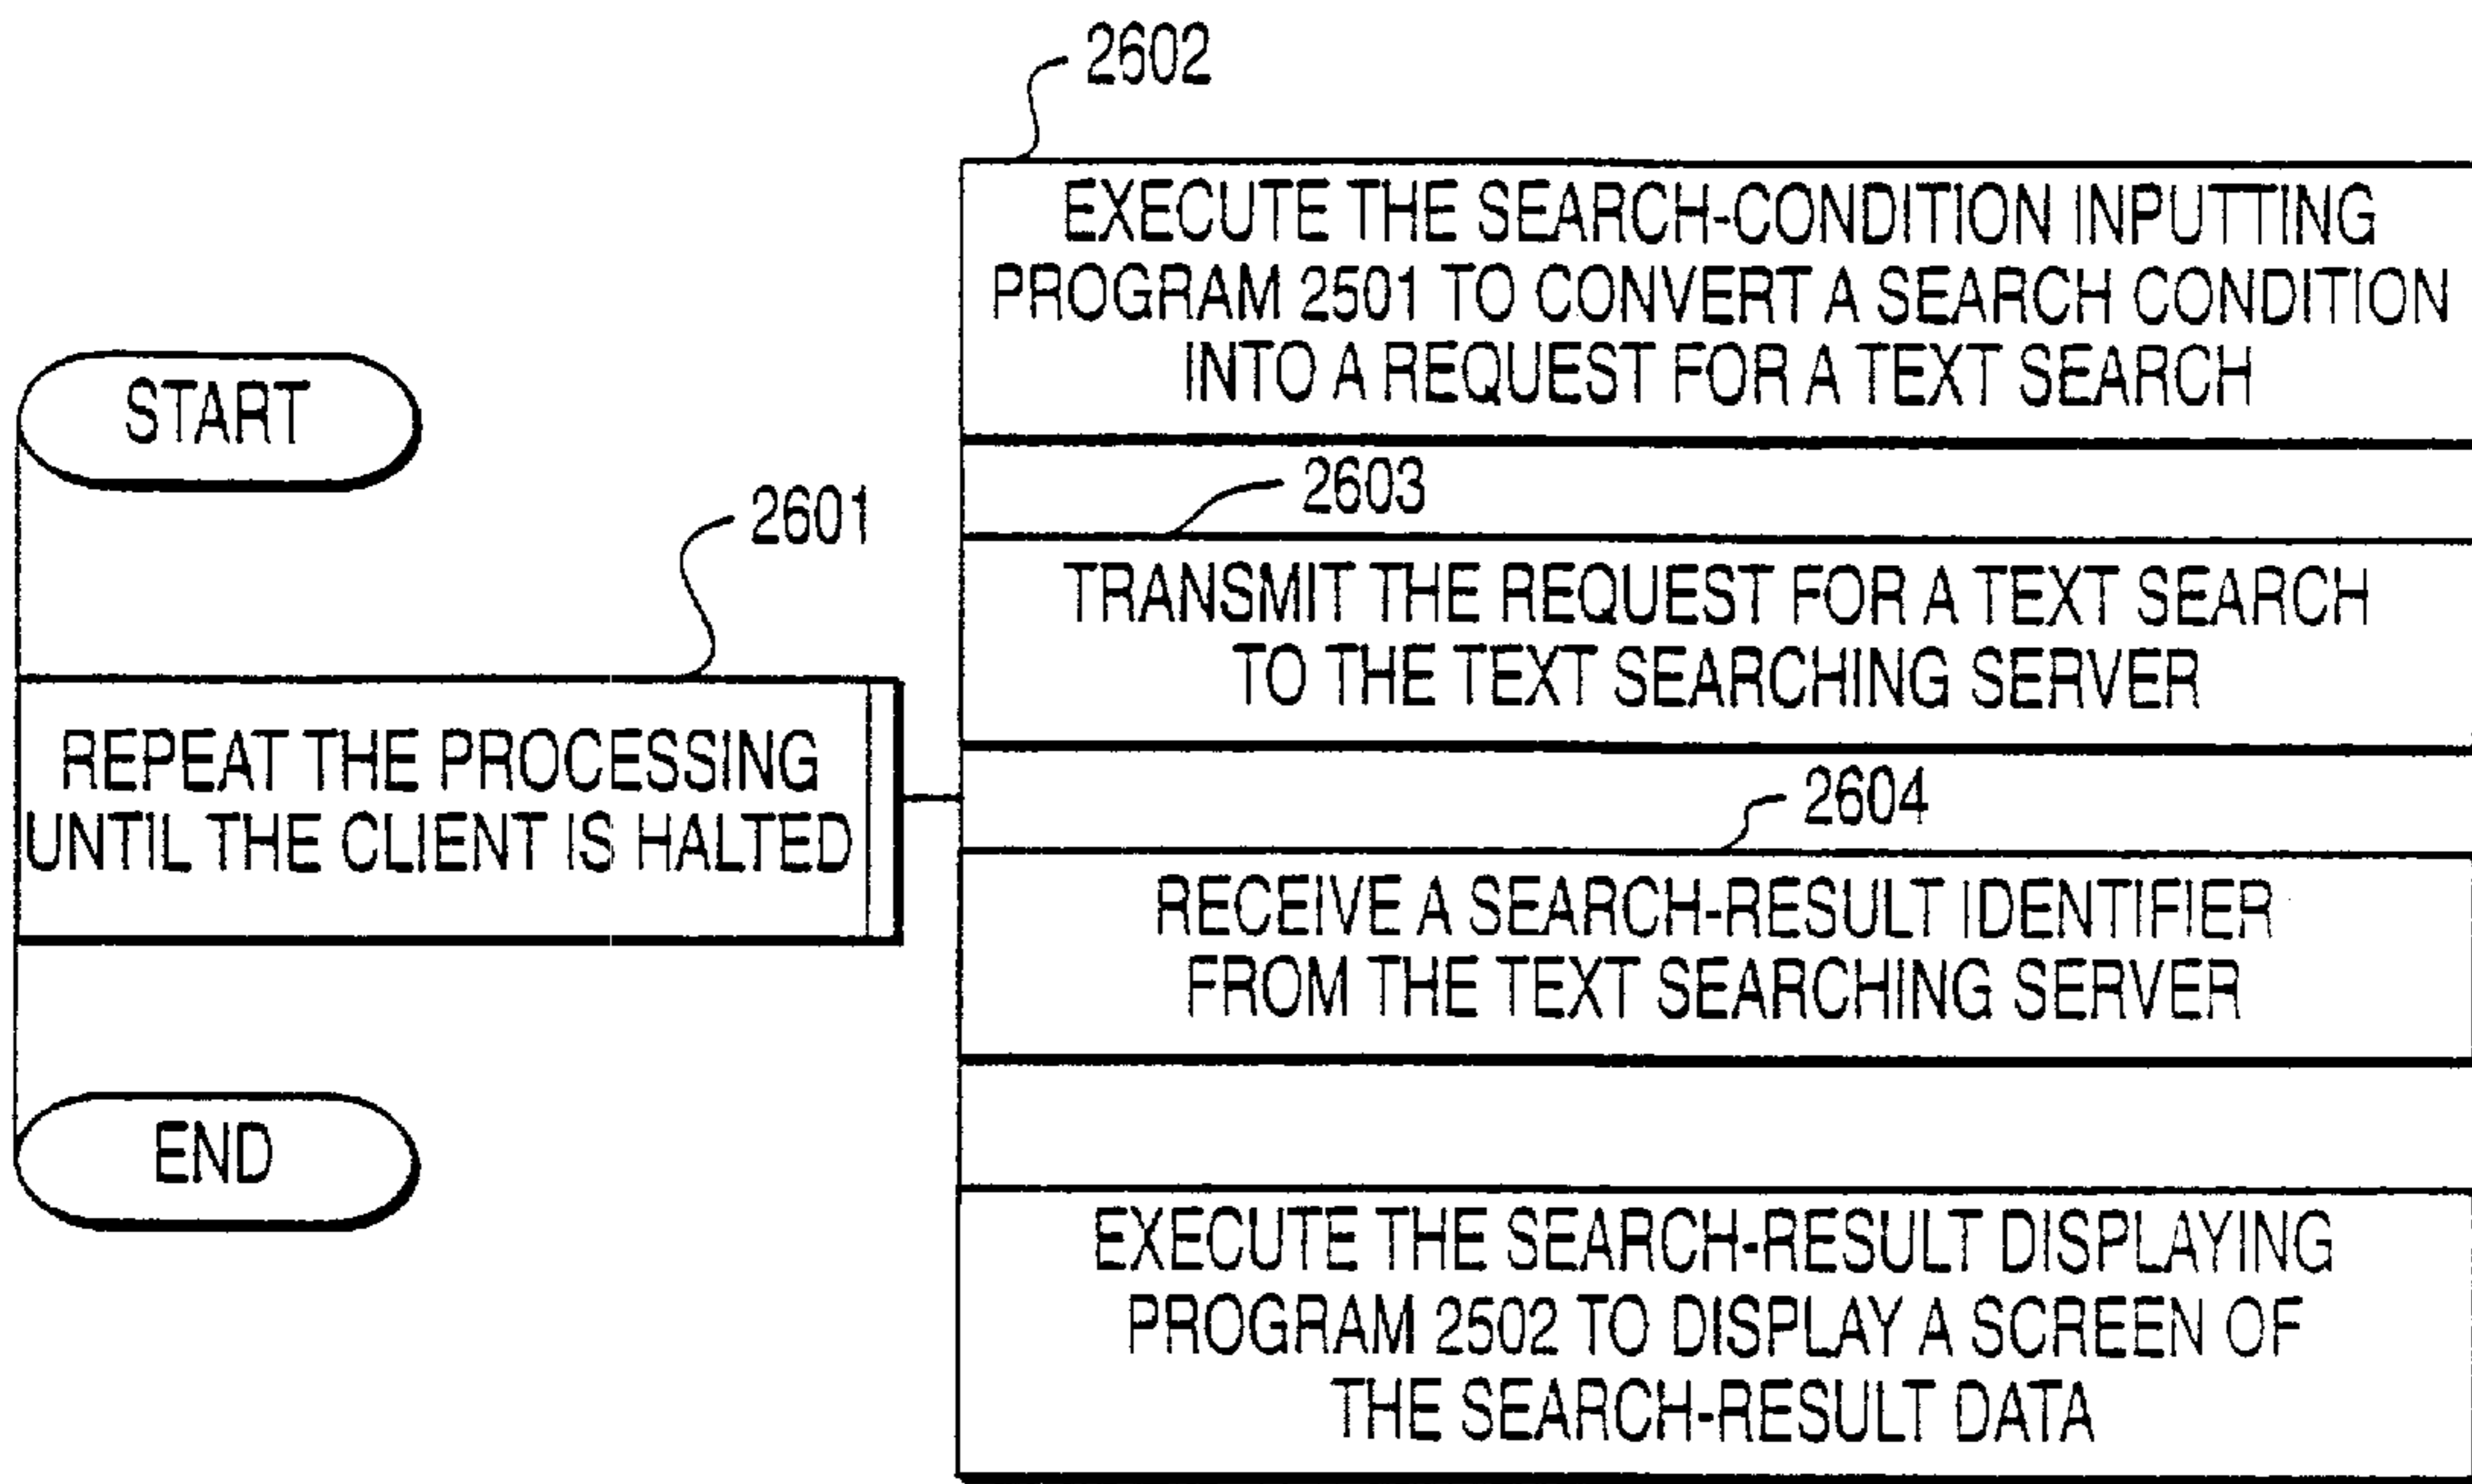 START
2601
REPEAT THE PROCESSING
UNTIL THE CLIENT IS HALTED
END
2602
EXECUTE THE SEARCH-CONDITION INPUTTING
PROGRAM 2501 TO CONVERT A SEARCH CONDITION
INTO A REQUEST FOR A TEXT SEARCH
2603
TRANSMIT THE REQUEST FOR A TEXT SEARCH
TO THE TEXT SEARCHING SERVER
2604
RECEIVE A SEARCH-RESULT IDENTIFIER
FROM THE TEXT SEARCHING SERVER
EXECUTE THE SEARCH-RESULT DISPLAYING
PROGRAM 2502 TO DISPLAY A SCREEN OF
THE SEARCH-RESULT DATA